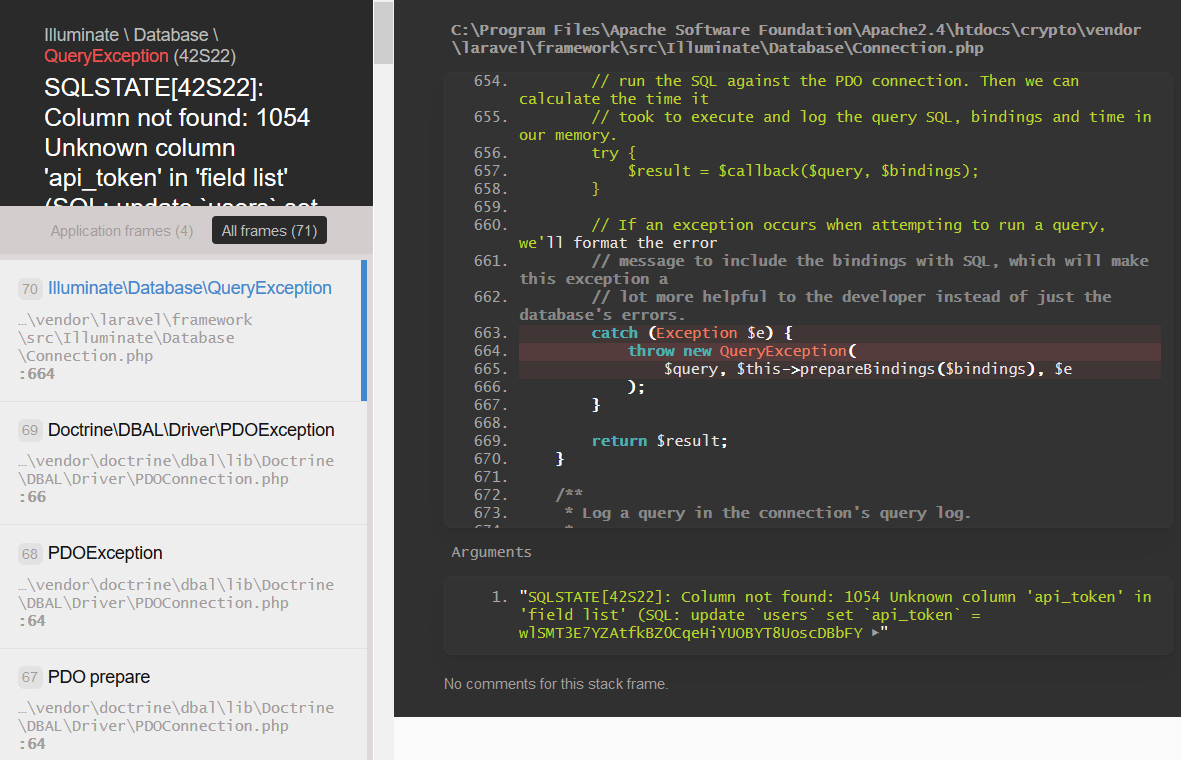 Illuminate \ Database \
QueryException (42S22)
SQLSTATE[42S22]:
Column not found: 1054
Unknown column
'api_token' in 'field list'
(SQL: update `users` set
Application frames (4)
All frames (71)
70 Illuminate\Database\QueryException
…\vendor\laravel\framework
\src\Illuminate\Database
\Connection.php
:664
69 Doctrine\DBAL\Driver\PDOException
…\vendor\doctrine\dbal\lib\Doctrine
\DBAL\Driver\PDOConnection.php
:66
68 PDOException
…\vendor\doctrine\dbal\lib\Doctrine
\DBAL\Driver\PDOConnection.php
:64
67 PDO prepare
…\vendor\doctrine\dbal\lib\Doctrine
\DBAL\Driver\PDOConnection.php
:64
C:\Program Files\Apache Software Foundation\Apache2.4\htdocs\crypto\vendor
\laravel\framework\src\Illuminate\Database\Connection.php
654. // run the SQL against the PDO connection. Then we can
calculate the time it
655. // took to execute and log the query SQL, bindings and time in
our memory.
656. try {
657. $result = $callback($query, $bindings);
658. }
659.
660. // If an exception occurs when attempting to run a query,
we'll format the error
661. // message to include the bindings with SQL, which will make
this exception a
662. // lot more helpful to the developer instead of just the
database's errors.
663. catch (Exception $e) {
664. throw new QueryException(
665. $query, $this->prepareBindings($bindings), $e
666. );
667. }
668.
669. return $result;
670. }
671.
672. /**
673. * Log a query in the connection's query log.
674. *
Arguments
1. "SQLSTATE[42S22]: Column not found: 1054 Unknown column 'api_token' in
'field list' (SQL: update `users` set `api_token` =
wlSMT3E7YZAtfkBZOCqeHiYUOBYT8UoscDBbFY ▸"
No comments for this stack frame.